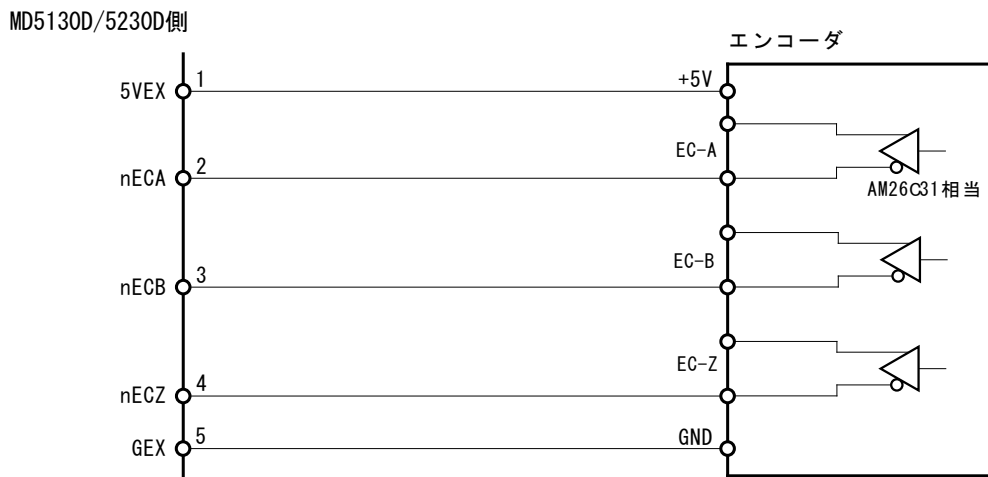 MD5130D/5230D側
エンコーダ
5VEX 1 +5V
EC-A
nECA 2
AM26C31相当
EC-B
nECB 3
EC-Z
nECZ 4
GEX 5 GND